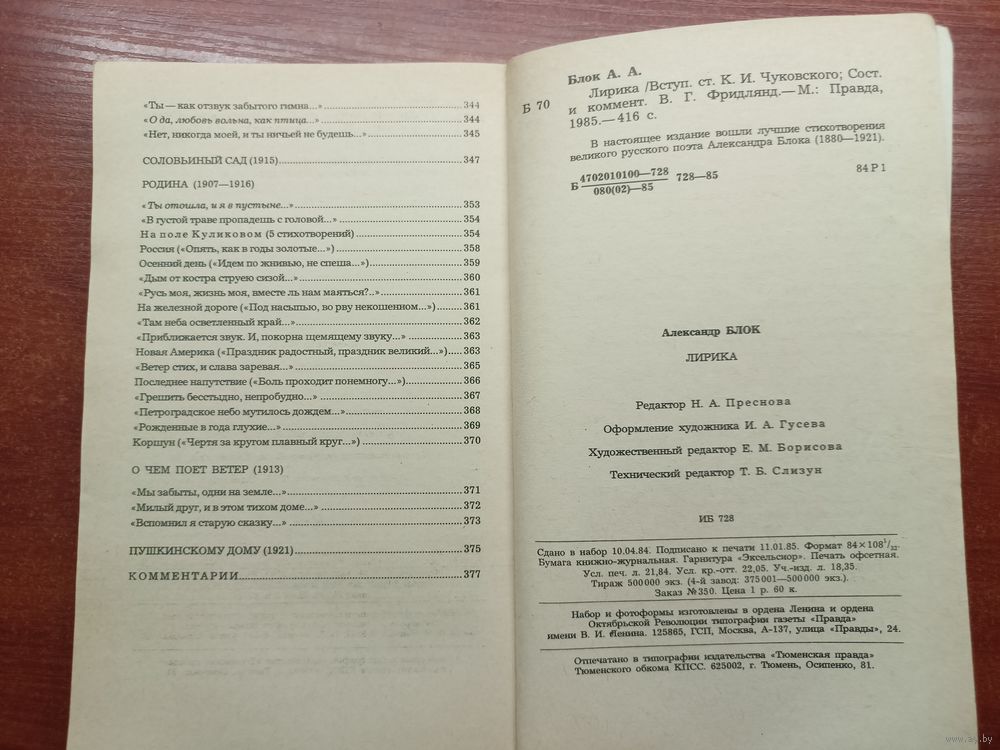 «Ты — как отзвук забытого гимна...» 344
«О да, любовь вольна, как птица...» 344
«Нет, никогда моей, и ты ничьей не будешь...» 345
СОЛОВЬИНЫЙ САД (1915) 347
РОДИНА (1907—1916)
«Ты отошла, и я в пустыне...» 353
«В густой траве пропадешь с головой...» 354
На поле Куликовом (5 стихотворений) 354
Россия («Опять, как в годы золотые...») 358
Осенний день («Идем по жнивью, не спеша...») 359
«Дым от костра струею сизой...» 360
«Русь моя, жизнь моя, вместе ль нам маяться?..» 361
На железной дороге («Под насыпью, во рву некошенном...») 361
«Там неба осветленный край...» 362
«Приближается звук. И, покорна щемящему звуку...» 363
Новая Америка («Праздник радостный, праздник великий...») 363
«Ветер стих, и слава заревая...» 365
Последнее напутствие («Боль проходит понемногу...») 366
«Грешить бесстыдно, непробудно...» 367
«Петроградское небо мутилось дождем...» 368
«Рожденные в года глухие...» 369
Коршун («Чертя за кругом плавный круг...») 370
О ЧЕМ ПОЕТ ВЕТЕР (1913)
«Мы забыты, одни на земле...» 371
«Милый друг, и в этом тихом доме...» 372
«Вспомнил я старую сказку...» 373
ПУШКИНСКОМУ ДОМУ (1921) 375
КОММЕНТАРИИ 377
Блок А. А.
Б 70 Лирика /Вступ. ст. К. И. Чуковского; Сост.
и коммент. В. Г. Фридлянд.— М.: Правда,
1985.— 416 с.
В настоящее издание вошли лучшие стихотворения
великого русского поэта Александра Блока (1880—1921).
Б 4702010100—728 728—85 84 Р 1
080(02)—85
Александр БЛОК
ЛИРИКА
Редактор Н. А. Преснова
Оформление художника И. А. Гусева
Художественный редактор Е. М. Борисова
Технический редактор Т. Б. Слизун
ИБ 728
Сдано в набор 10.04.84. Подписано к печати 11.01.85. Формат 84×108¹/₃₂.
Бумага книжно-журнальная. Гарнитура «Эксельсиор». Печать офсетная.
Усл. печ. л. 21,84. Усл. кр.-отт. 22,05. Уч.-изд. л. 18,35.
Тираж 500 000 экз. (4-й завод: 375 001—500 000 экз.).
Заказ № 350. Цена 1 р. 60 к.
Набор и фотоформы изготовлены в ордена Ленина и ордена
Октябрьской Революции типографии газеты «Правда»
имени В. И. Ленина. 125865, ГСП, Москва, А-137, улица «Правды», 24.
Отпечатано в типографии издательства «Тюменская правда»
Тюменского обкома КПСС. 625002, г. Тюмень, Осипенко, 81.
www.ay.by